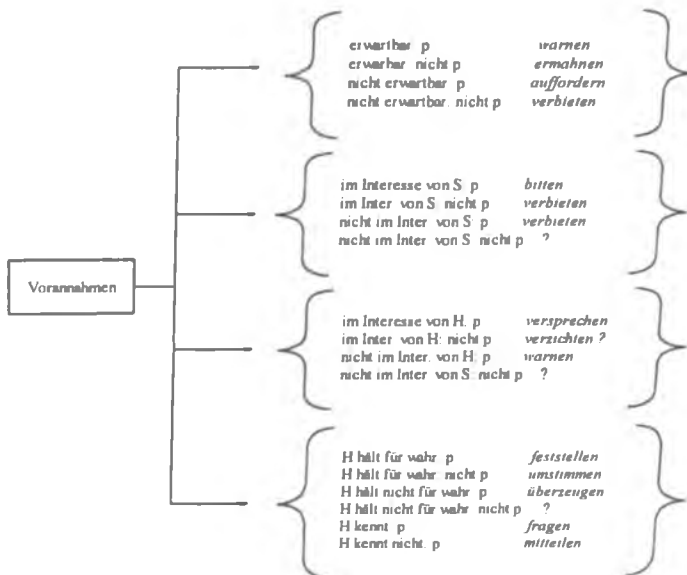 erwartbar p warnen
erwarbar nicht p ermahnen
nicht erwartbar p auffordern
nicht erwartbar. nicht p verbieten
im Interesse von S p bitten
im Inter von S nicht p verbieten
nicht im Inter von S p verbieten
nicht im Inter von S nicht p ?
Vorannahmen
im Interesse von H. p versprechen
im Inter von H: nicht p verzichten ?
nicht im Inter. von H; p warnen
nicht im Inter von S nicht p ?
H hält für wahr p feststellen
H hält für wahr nicht p umstimmen
H hält nicht für wahr p überzeugen
H hält nicht für wahr nicht p ?
H kennt p fragen
H kennt nicht. p mitteilen